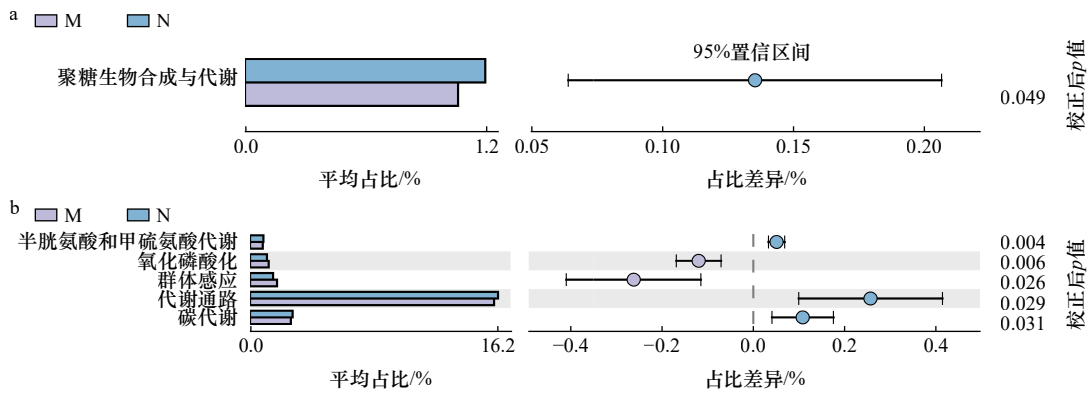 a
M N
95%置信区间
聚糖生物合成与代谢
0.049
校正后p值
0.0 1.2 0.05 0.10 0.15 0.20
平均占比/% 占比差异/%
b
M N
半胱氨酸和甲硫氨酸代谢 0.004
氧化磷酸化 0.006
群体感应 0.026
代谢通路 0.029
碳代谢 0.031
校正后p值
0.0 16.2 −0.4 −0.2 0.0 0.2 0.4
平均占比/% 占比差异/%